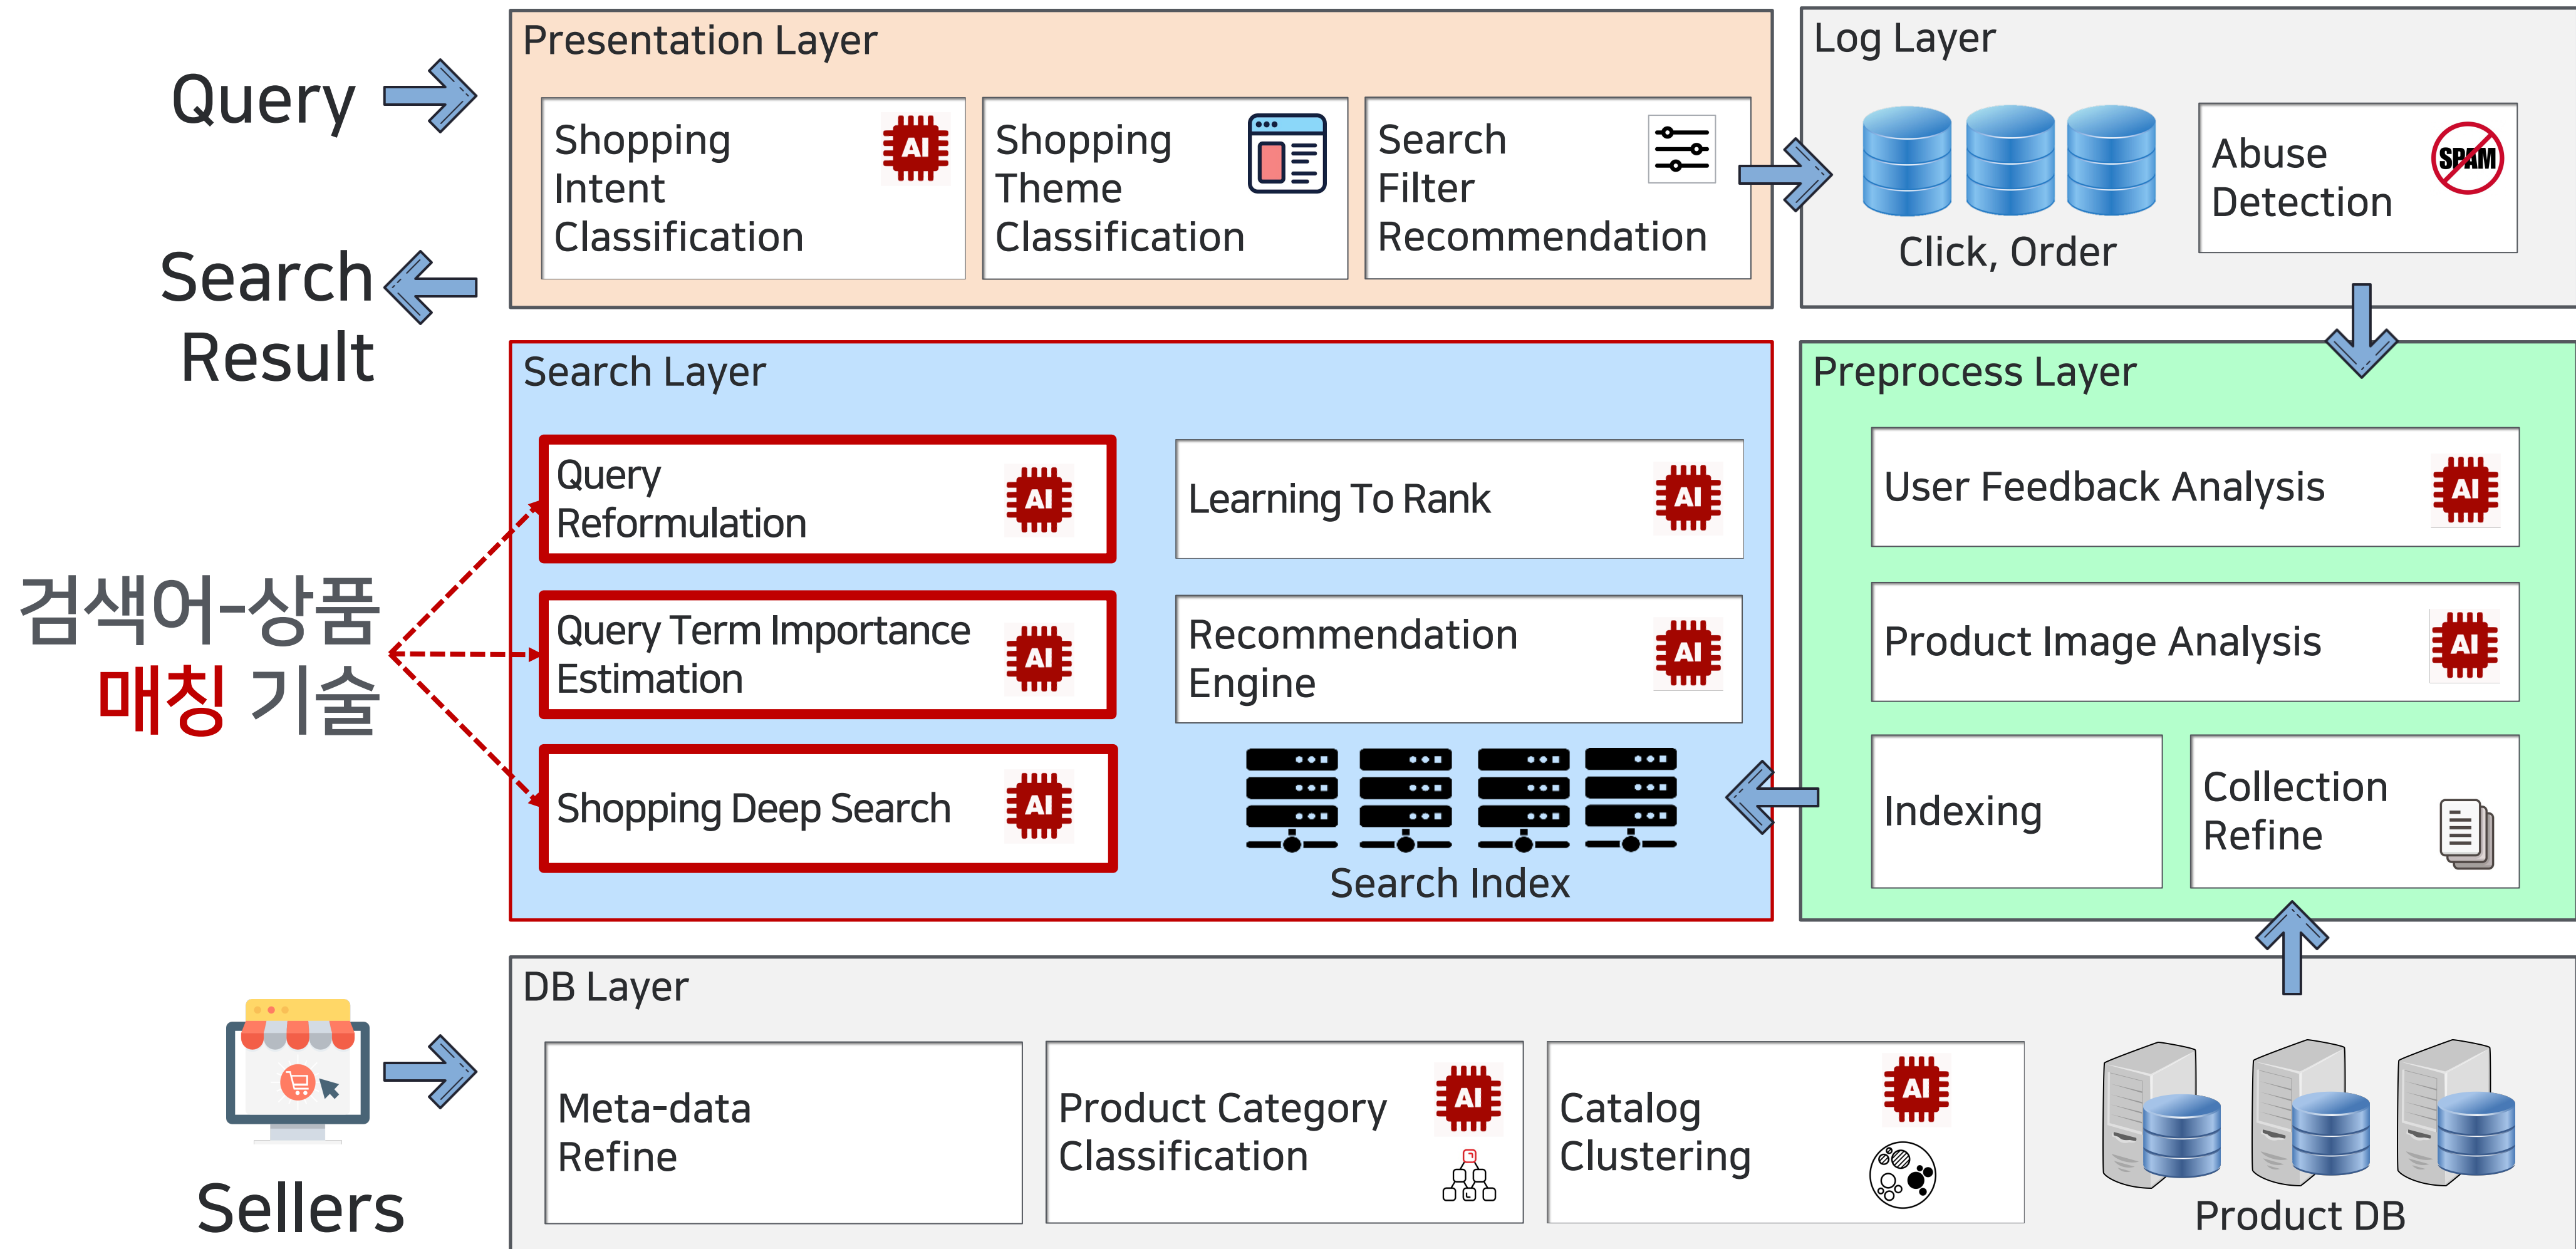 Query
Search
Result
Presentation Layer
Shopping
Intent
Classification
AI
Shopping
Theme
Classification
Search
Filter
Recommendation
Log Layer
Click, Order
Abuse
Detection
SPAM
검색어-상품
매칭 기술
Search Layer
Query
Reformulation
AI
Query Term Importance
Estimation
AI
Shopping Deep Search
AI
Learning To Rank
AI
Recommendation
Engine
AI
Search Index
Preprocess Layer
User Feedback Analysis
AI
Product Image Analysis
AI
Indexing
Collection
Refine
Sellers
DB Layer
Meta-data
Refine
Product Category
Classification
AI
Catalog
Clustering
AI
Product DB